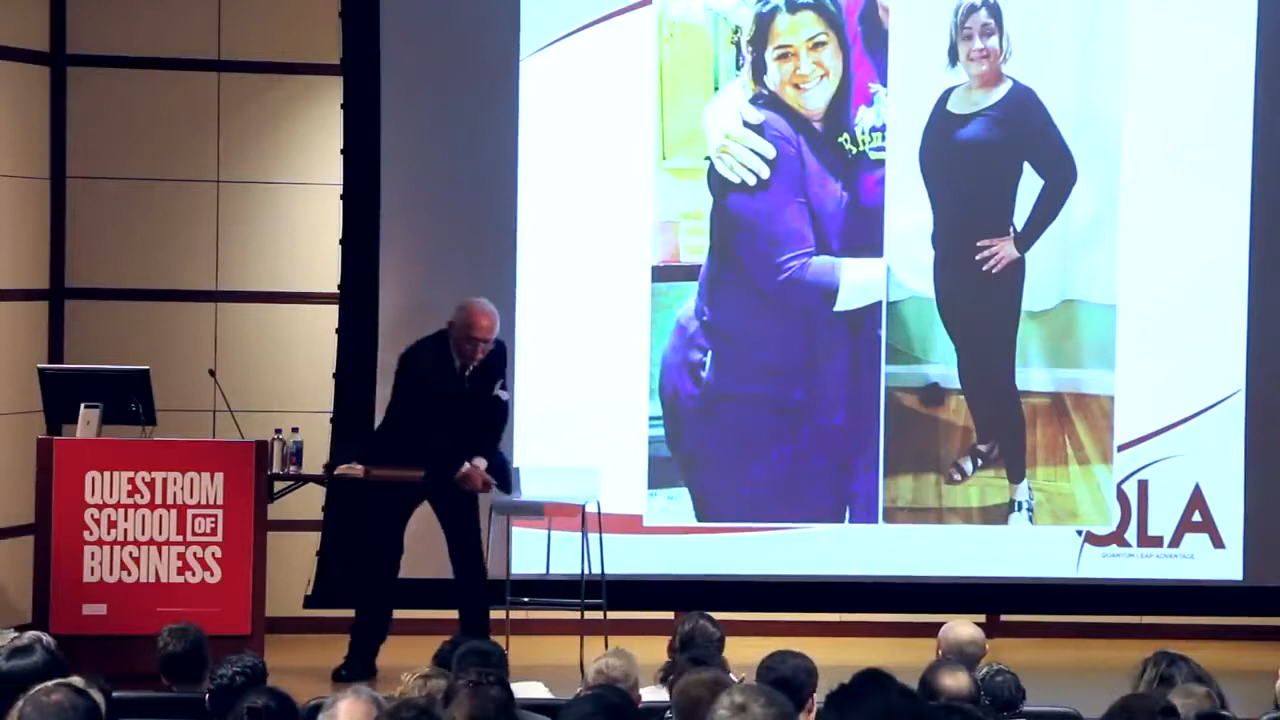 QUESTROM
SCHOOL OF
BUSINESS
QLA
QUANTUM LEAP ADVANTAGE